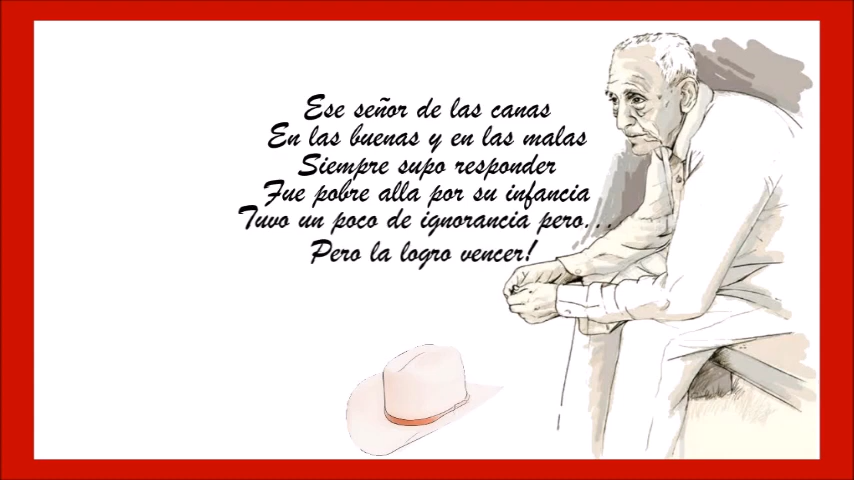 Ese señor de las canas
En las buenas y en las malas
Siempre supo responder
Fue pobre alla por su infancia
Tuvo un poco de ignorancia pero...
Pero la logro vencer!